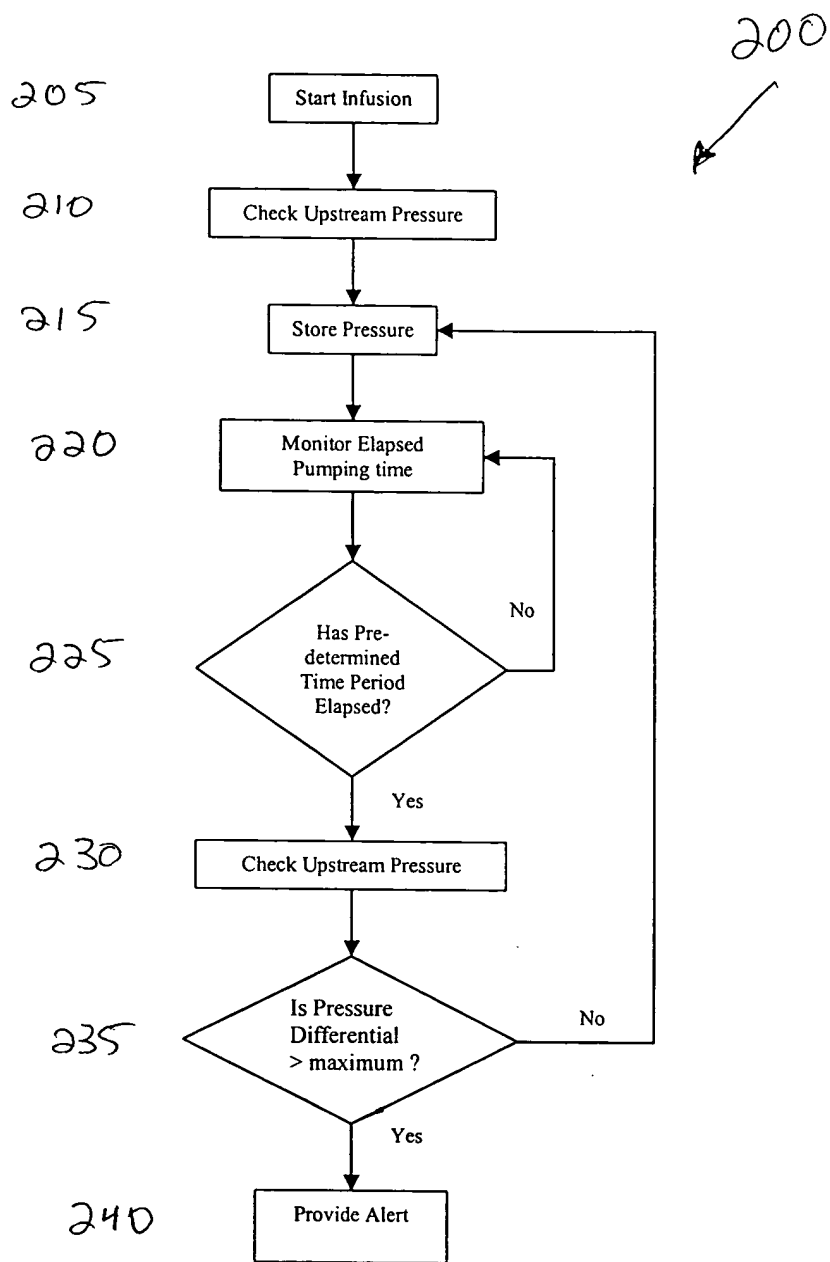 200
205
Start Infusion
210
Check Upstream Pressure
215
Store Pressure
220
Monitor Elapsed
Pumping time
225
Has Pre-
determined
Time Period
Elapsed?
No
Yes
230
Check Upstream Pressure
235
Is Pressure
Differential
> maximum ?
No
Yes
240
Provide Alert